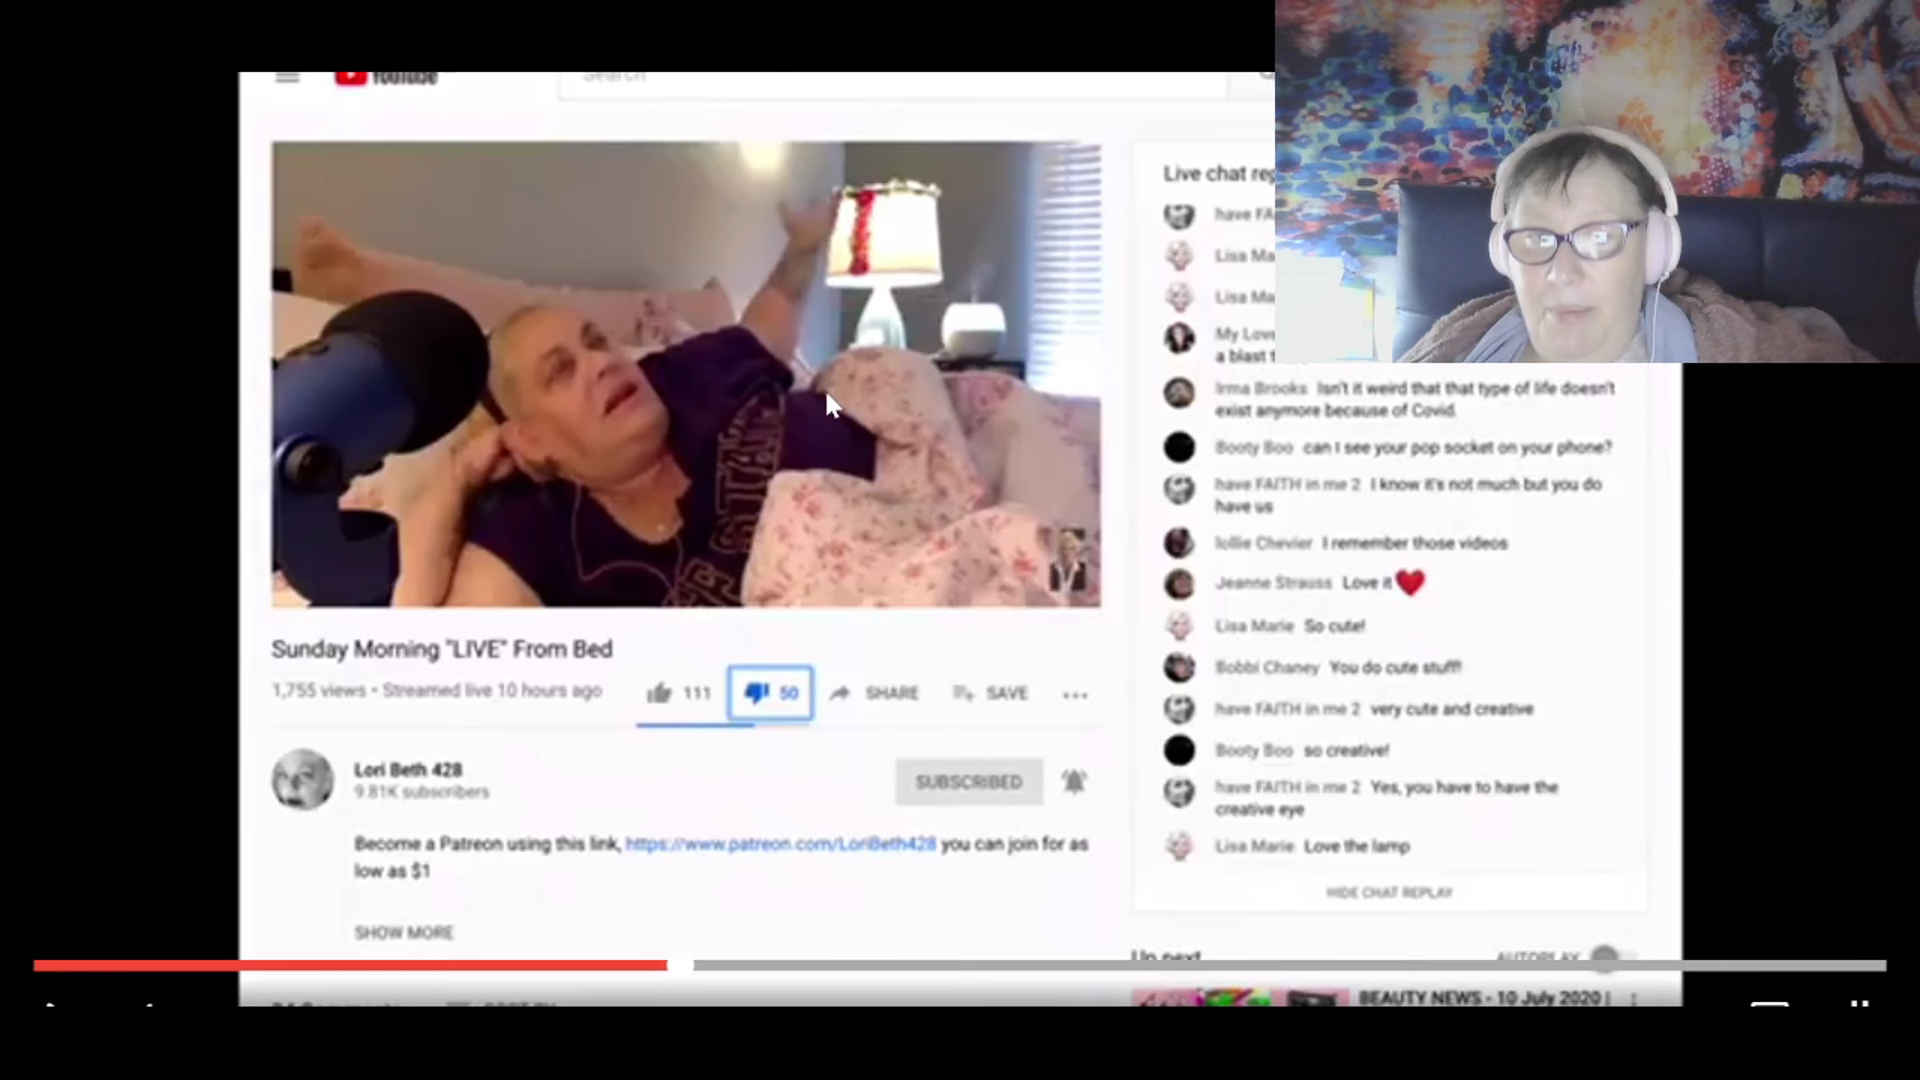 YouTube
Search
Live chat rep
have FA
Lisa Ma
Lisa Ma
My Love
a blast t
Irma Brooks Isn't it weird that that type of life doesn't
exist anymore because of Covid.
Booty Boo can I see your pop socket on your phone?
have FAITH in me 2 I know it's not much but you do
have us
lollie Chevier I remember those videos
Jeanne Strauss Love it
Lisa Marie So cute!
Bobbi Chaney You do cute stuff!
have FAITH in me 2 very cute and creative
Booty Boo so creative!
have FAITH in me 2 Yes, you have to have the
creative eye
Lisa Marie Love the lamp
HIDE CHAT REPLAY
Sunday Morning "LIVE" From Bed
1,755 views • Streamed live 10 hours ago
111
50
SHARE
SAVE
Lori Beth 428
9.81K subscribers
SUBSCRIBED
Become a Patreon using this link, https://www.patreon.com/LoriBeth428 you can join for as
low as $1
SHOW MORE
Up next
AUTOPLAY
BEAUTY NEWS - 10 July 2020 |